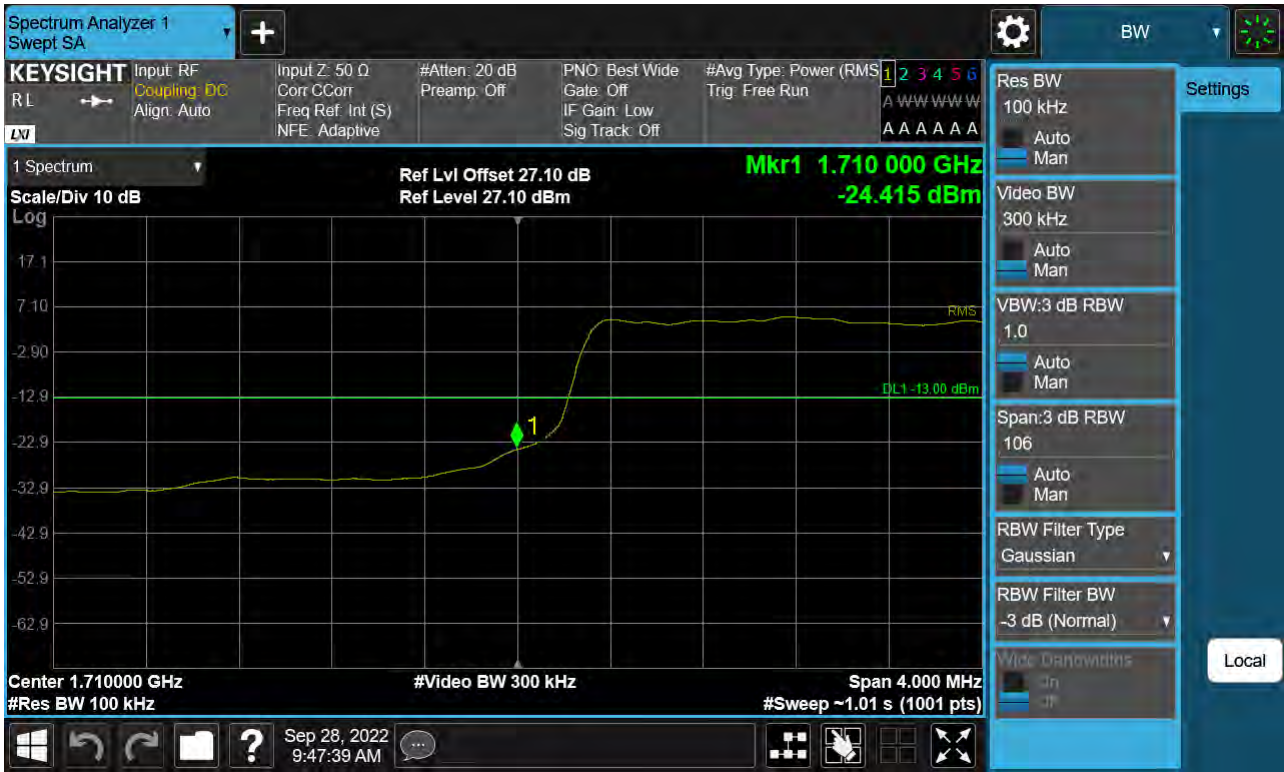 Spectrum Analyzer 1
Swept SA
BW
KEYSIGHT
RL
LXI
Input: RF
Coupling: DC
Align: Auto
Input Z: 50 Ω
Corr CCorr
Freq Ref: Int (S)
NFE: Adaptive
#Atten: 20 dB
Preamp: Off
PNO: Best Wide
Gate: Off
IF Gain: Low
Sig Track: Off
#Avg Type: Power (RMS
Trig: Free Run
1 2 3 4 5 6
A W W W W W
A A A A A A
1 Spectrum
Scale/Div 10 dB
Log
Ref Lvl Offset 27.10 dB
Ref Level 27.10 dBm
Mkr1 1.710 000 GHz
-24.415 dBm
17.1
7.10
-2.90
-12.9
-22.9
-32.9
-42.9
-52.9
-62.9
RMS
DL1 -13.00 dBm
1
Center 1.710000 GHz
#Res BW 100 kHz
#Video BW 300 kHz
Span 4.000 MHz
#Sweep ~1.01 s (1001 pts)
Res BW
100 kHz
Auto
Man
Video BW
300 kHz
Auto
Man
VBW:3 dB RBW
1.0
Auto
Man
Span:3 dB RBW
106
Auto
Man
RBW Filter Type
Gaussian
RBW Filter BW
-3 dB (Normal)
Settings
Local
?
Sep 28, 2022
9:47:39 AM